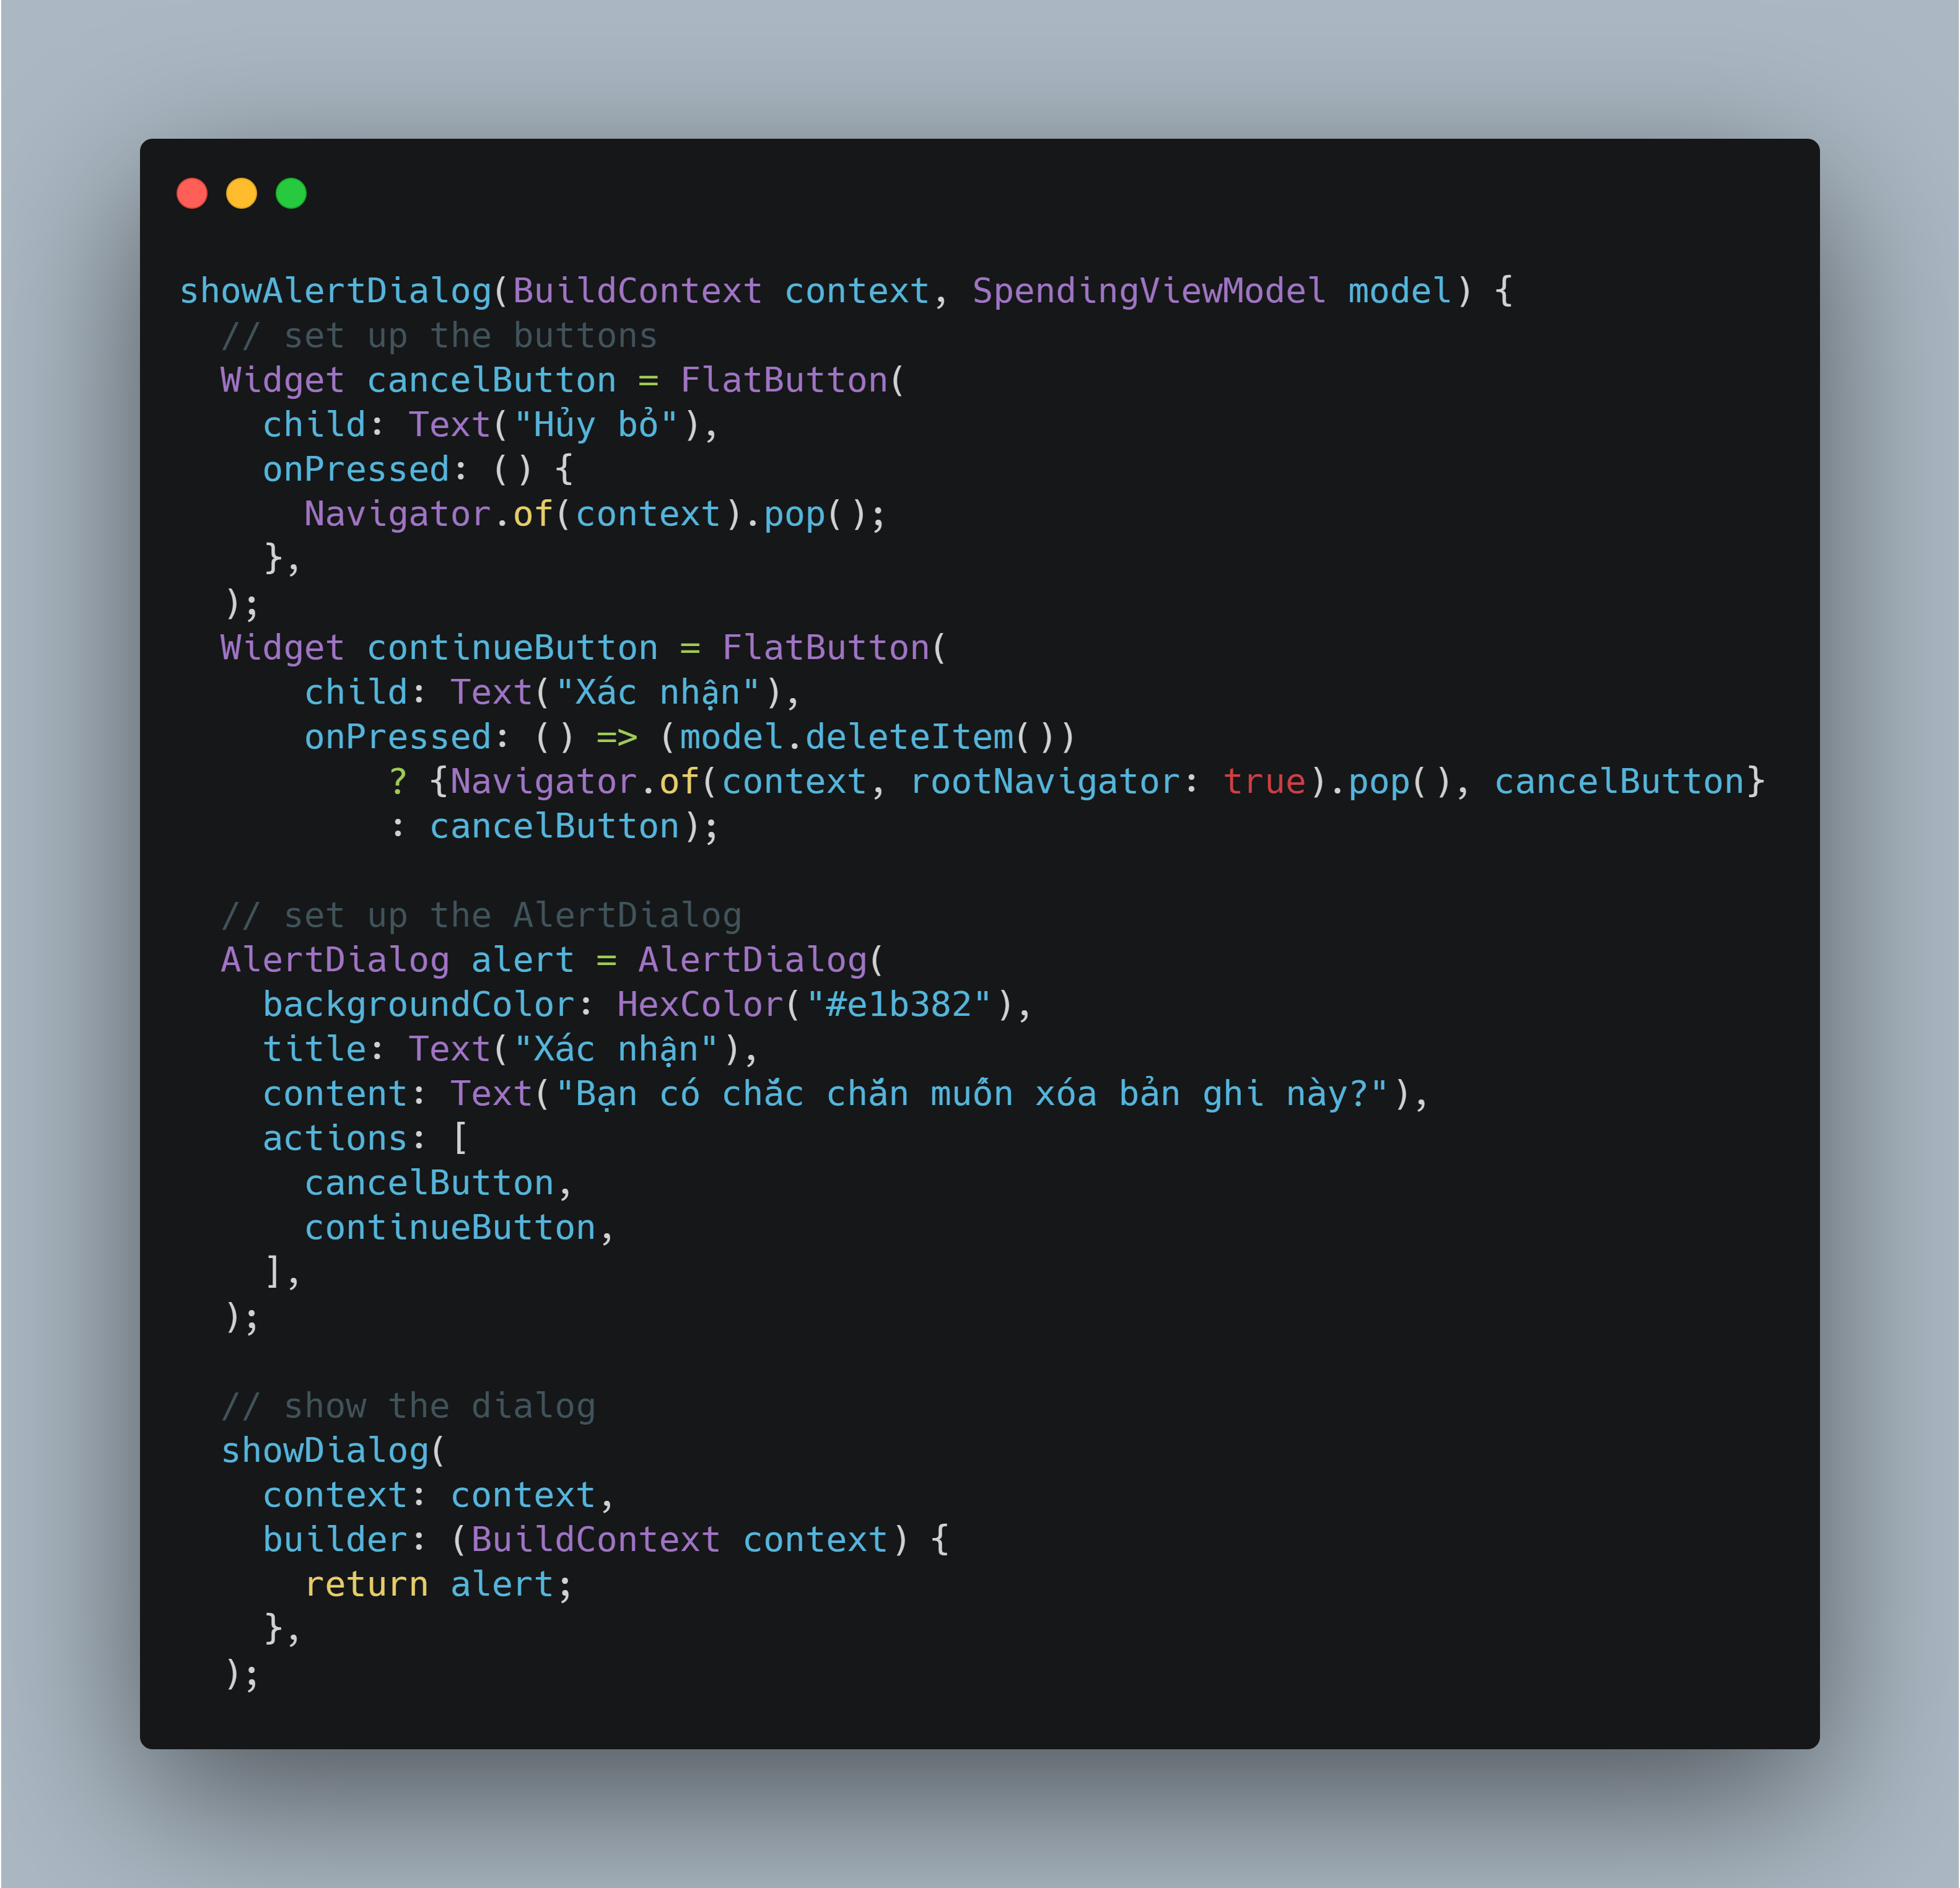 showAlertDialog(BuildContext context, SpendingViewModel model) {
  // set up the buttons
  Widget cancelButton = FlatButton(
    child: Text("Hủy bỏ"),
    onPressed: () {
      Navigator.of(context).pop();
    },
  );
  Widget continueButton = FlatButton(
      child: Text("Xác nhận"),
      onPressed: () => (model.deleteItem())
          ? {Navigator.of(context, rootNavigator: true).pop(), cancelButton}
          : cancelButton);

  // set up the AlertDialog
  AlertDialog alert = AlertDialog(
    backgroundColor: HexColor("#e1b382"),
    title: Text("Xác nhận"),
    content: Text("Bạn có chắc chắn muốn xóa bản ghi này?"),
    actions: [
      cancelButton,
      continueButton,
    ],
  );

  // show the dialog
  showDialog(
    context: context,
    builder: (BuildContext context) {
      return alert;
    },
  );